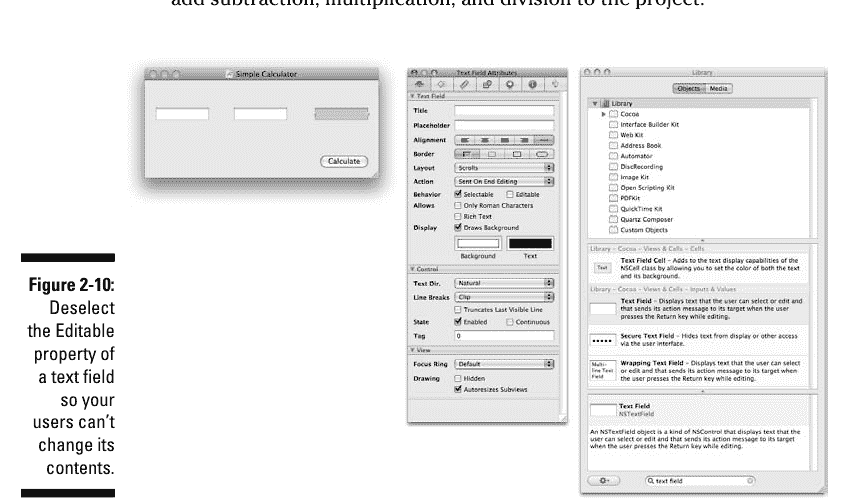 add subtraction, multiplication, and division to the project.
Simple Calculator
Calculate
Figure 2-10:
Deselect
the Editable
property of
a text field
so your
users can't
change its
contents.
Text Field Attributes
Text Field
Title
Placeholder
Alignment
Border
Layout Scrolls
Action Sent On End Editing
Behavior Selectable Editable
Allows Only Roman Characters
Rich Text
Display Draws Background
Background Text
Control
Text Dir. Natural
Line Breaks Clip
Truncates Last Visible Line
State Enabled Continuous
Tag 0
View
Focus Ring Default
Drawing Hidden
Autoresizes Subviews
Library
Objects Media
Library
Cocoa
Interface Builder Kit
Web Kit
Address Book
Automator
DiscRecording
Image Kit
Open Scripting Kit
PDFKit
QuickTime Kit
Quartz Composer
Custom Objects
Library – Cocoa – Views & Cells – Cells
Text
Text Field Cell – Adds to the text display capabilities of the
NSCell class by allowing you to set the color of both the text
and its background.
Library – Cocoa – Views & Cells – Inputs & Values
Text Field – Displays text that the user can select or edit and
that sends its action message to its target when the user
presses the Return key while editing.
Secure Text Field – Hides text from display or other access
via the user interface.
Multi-
line Text
Field
Wrapping Text Field – Displays text that the user can select
or edit and that sends its action message to its target when
the user presses the Return key while editing.
Text Field
NSTextField
An NSTextField object is a kind of NSControl that displays text that the
user can select or edit and that sends its action message to its target
when the user presses the Return key while editing.
text field